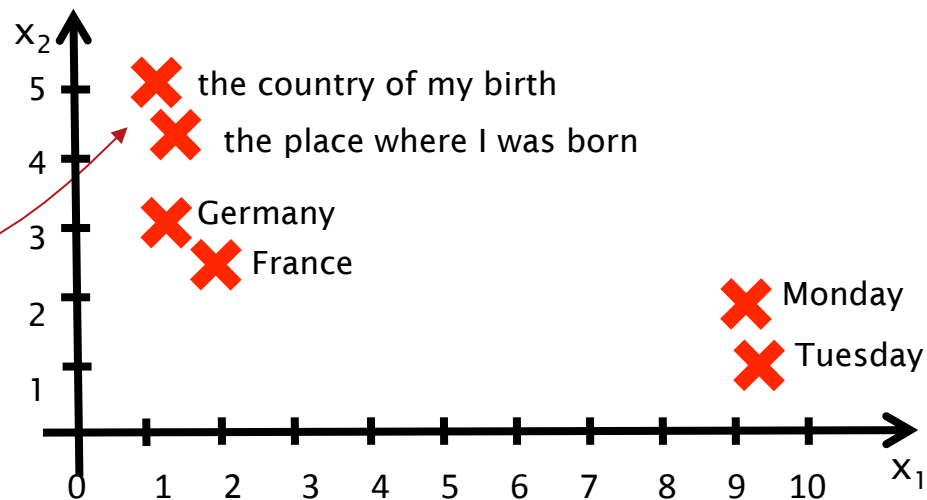 x2
5
the country of my birth
the place where I was born
4
Germany
3
France
Monday
2
Tuesday
1
x1
0 1 2 3 4 5 6 7 8 9 10